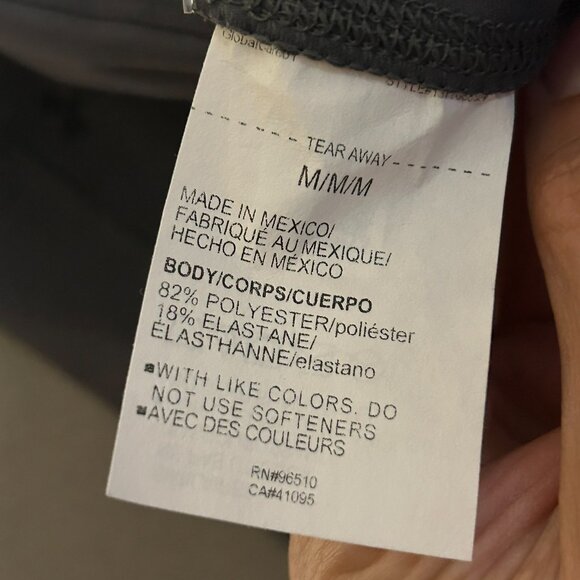 TEAR AWAY
M/M/M
MADE IN MEXICO/
FABRIQUÉ AU MEXIQUE/
HECHO EN MÉXICO
BODY/CORPS/CUERPO
82% POLYESTER/poliéster
18% ELASTANE/
ÉLASTHANNE/elastano
WITH LIKE COLORS. DO
NOT USE SOFTENERS
AVEC DES COULEURS
RN#96510
CA#41095